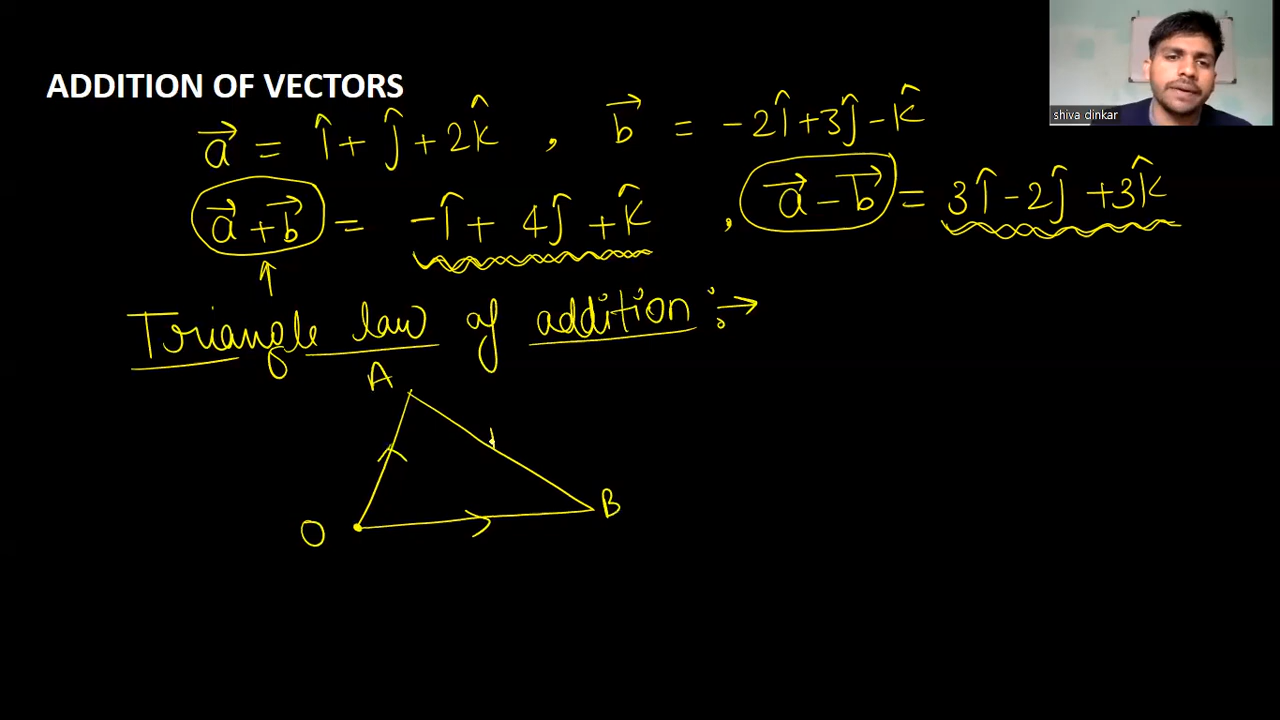 shiva dinkar
ADDITION OF VECTORS
a⃗ = î + ĵ + 2k̂ , b⃗ = -2î + 3ĵ - k̂
a⃗ + b⃗ = -î + 4ĵ + k̂ , a⃗ - b⃗ = 3î - 2ĵ + 3k̂
↑
Triangle law of addition :→
A
B
O